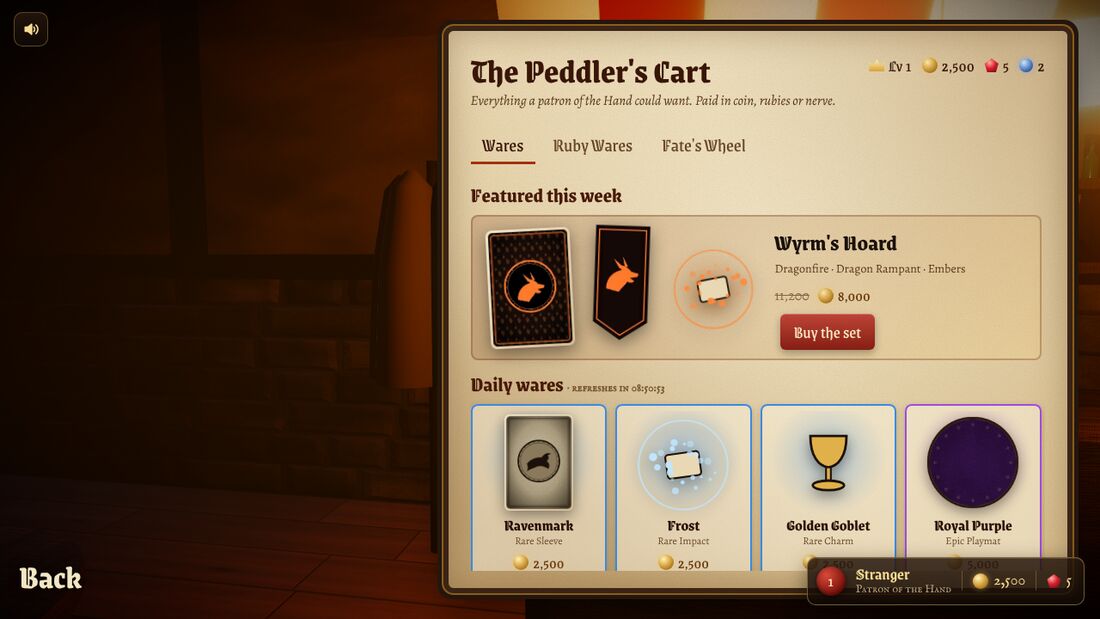 The Peddler's Cart
Lv 1 2,500 5 2
Everything a patron of the Hand could want. Paid in coin, rubies or nerve.
Wares Ruby Wares Fate's Wheel
Featured this week
Wyrm's Hoard
Dragonfire · Dragon Rampant · Embers
11,200 8,000
Buy the set
Daily wares · REFRESHES IN 08:50:53
Ravenmark Frost Golden Goblet Royal Purple
Rare Sleeve Rare Impact Rare Charm Epic Playmat
2,500 2,500 2,500 5,000
Back
1 Stranger 2,500 5
Patron of the Hand